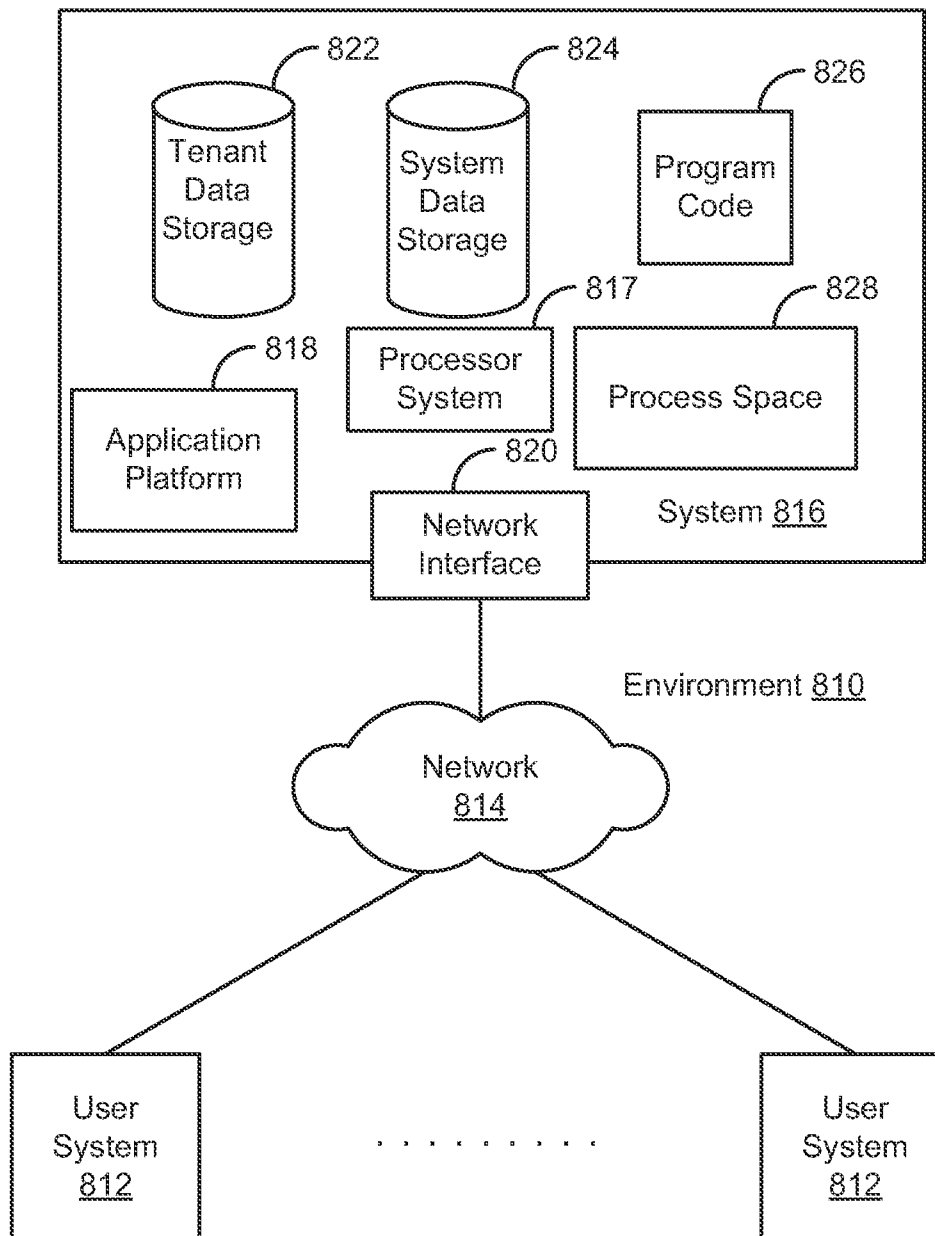 822
824
826
Tenant
Data
Storage
System
Data
Storage
Program
Code
817
828
818
Processor
System
Process Space
Application
Platform
820
Network
Interface
System 816
Environment 810
Network
814
User
System
812
. . . . . . . . .
User
System
812